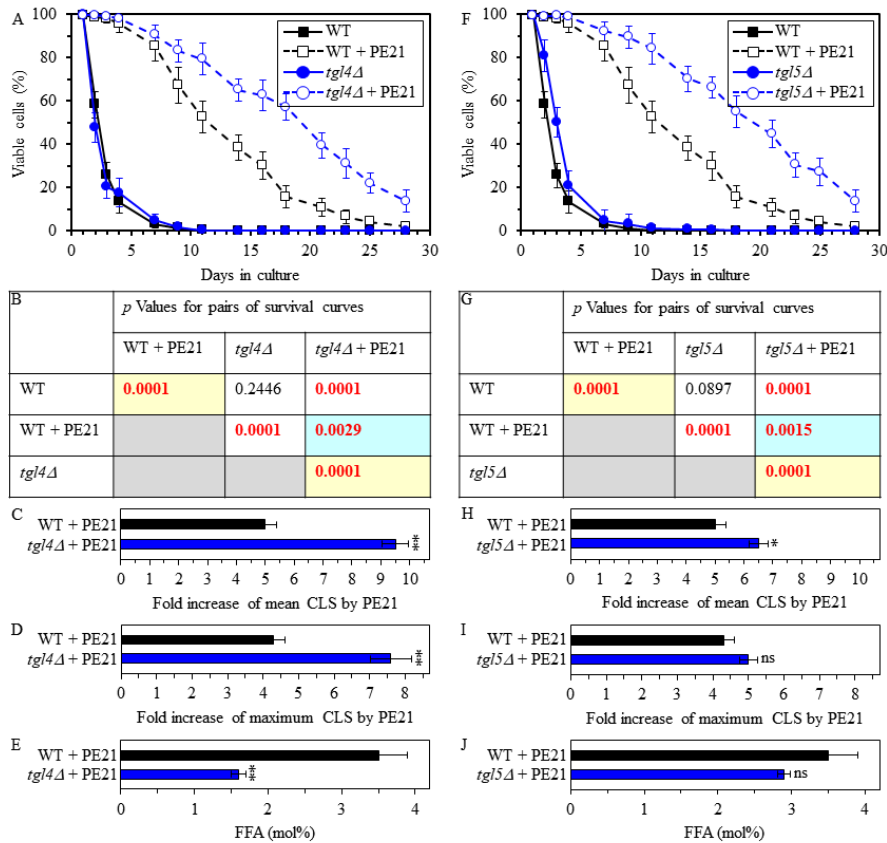 A
Viable cells (%)
100
80
60
40
20
0
WT
WT + PE21
tgl4Δ
tgl4Δ + PE21
0 5 10 15 20 25 30
Days in culture
B
p Values for pairs of survival curves
WT + PE21 tgl4Δ tgl4Δ + PE21
WT 0.0001 0.2446 0.0001
WT + PE21 0.0001 0.0029
tgl4Δ 0.0001
C
WT + PE21
tgl4Δ + PE21 **
0 1 2 3 4 5 6 7 8 9 10
Fold increase of mean CLS by PE21
D
WT + PE21
tgl4Δ + PE21 **
0 1 2 3 4 5 6 7 8
Fold increase of maximum CLS by PE21
E
WT + PE21
tgl4Δ + PE21 **
0 1 2 3 4
FFA (mol%)
F
Viable cells (%)
100
80
60
40
20
0
WT
WT + PE21
tgl5Δ
tgl5Δ + PE21
0 5 10 15 20 25 30
Days in culture
G
p Values for pairs of survival curves
WT + PE21 tgl5Δ tgl5Δ + PE21
WT 0.0001 0.0897 0.0001
WT + PE21 0.0001 0.0015
tgl5Δ 0.0001
H
WT + PE21
tgl5Δ + PE21 *
0 1 2 3 4 5 6 7 8 9 10
Fold increase of mean CLS by PE21
I
WT + PE21
tgl5Δ + PE21 ns
0 1 2 3 4 5 6 7 8
Fold increase of maximum CLS by PE21
J
WT + PE21
tgl5Δ + PE21 ns
0 1 2 3 4
FFA (mol%)